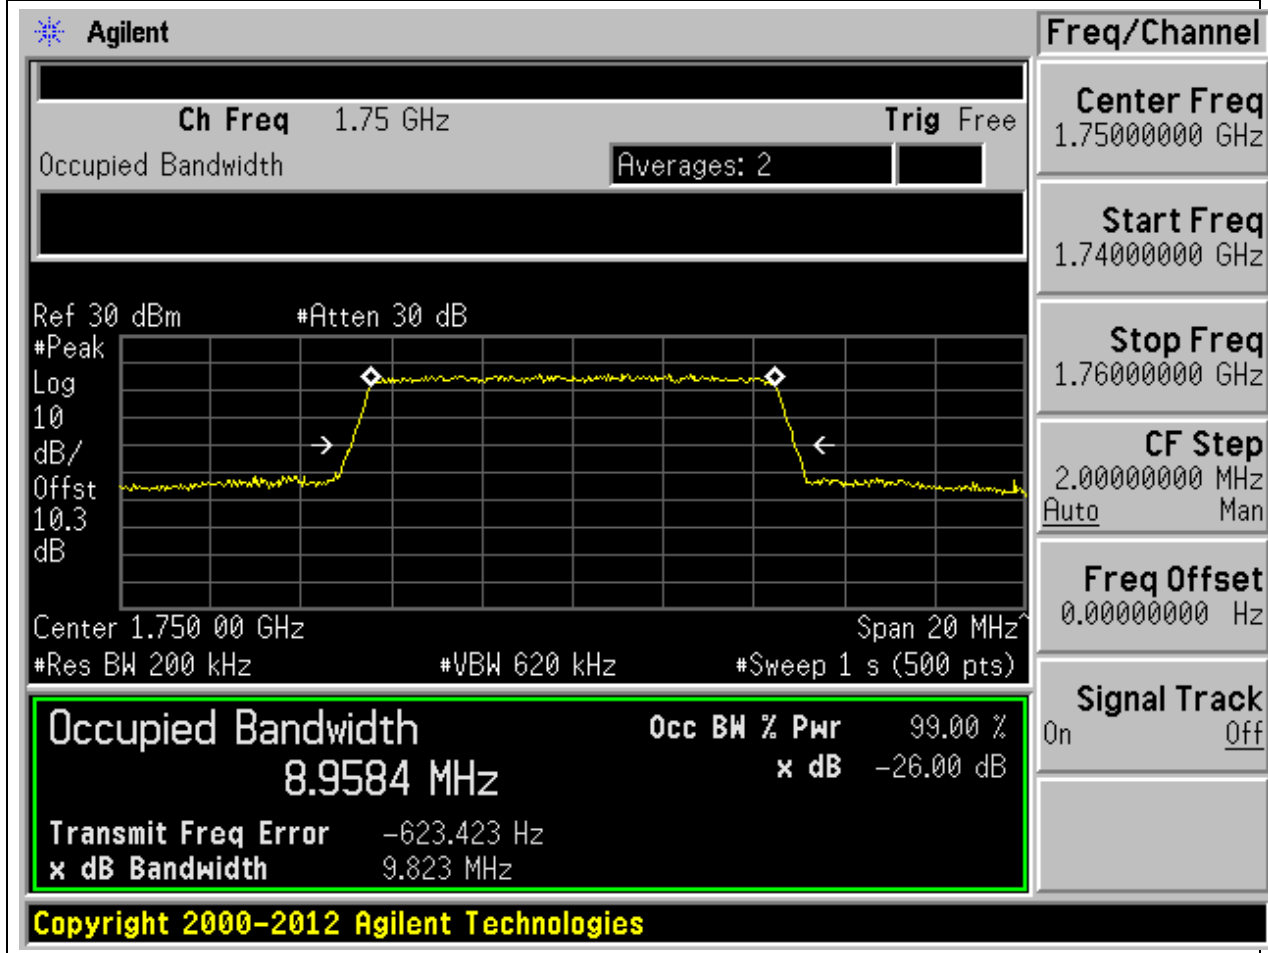 Agilent
Freq/Channel
Ch Freq 1.75 GHz Trig Free
Occupied Bandwidth Averages: 2
Center Freq
1.75000000 GHz
Start Freq
1.74000000 GHz
Stop Freq
1.76000000 GHz
CF Step
2.00000000 MHz
Auto Man
Freq Offset
0.00000000 Hz
Signal Track
On Off
Ref 30 dBm #Atten 30 dB
#Peak
Log
10
dB/
Offst
10.3
dB
Center 1.750 00 GHz Span 20 MHz^
#Res BW 200 kHz #VBW 620 kHz #Sweep 1 s (500 pts)
Occupied Bandwidth Occ BW % Pwr 99.00 %
8.9584 MHz x dB -26.00 dB
Transmit Freq Error -623.423 Hz
x dB Bandwidth 9.823 MHz
Copyright 2000-2012 Agilent Technologies